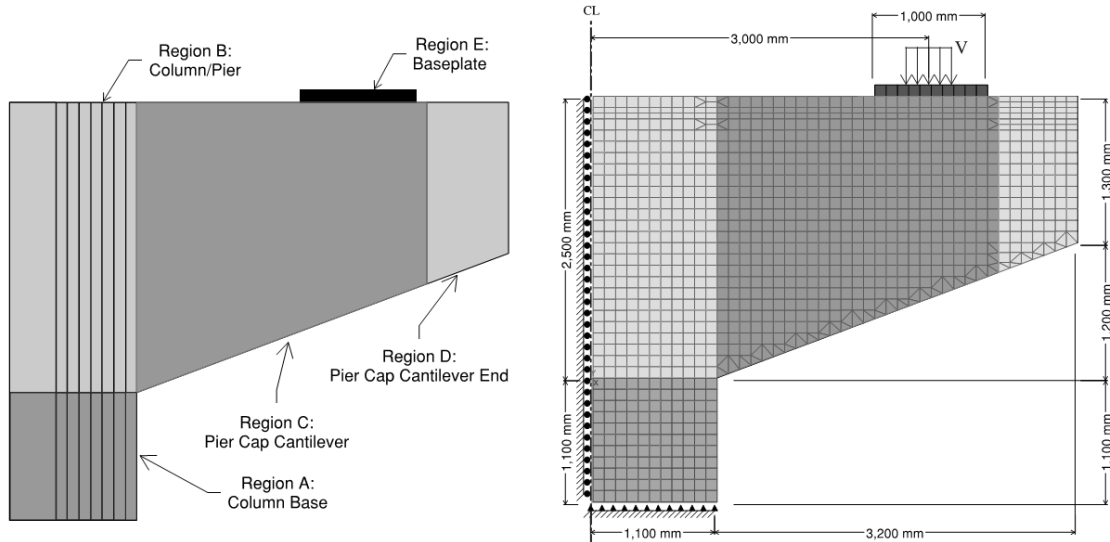 Region B:
Column/Pier
Region E:
Baseplate
Region D:
Pier Cap Cantilever End
Region C:
Pier Cap Cantilever
Region A:
Column Base
CL
1,000 mm
3,000 mm
V
2,500 mm
1,300 mm
1,200 mm
X
1,100 mm
1,100 mm
1,100 mm
3,200 mm